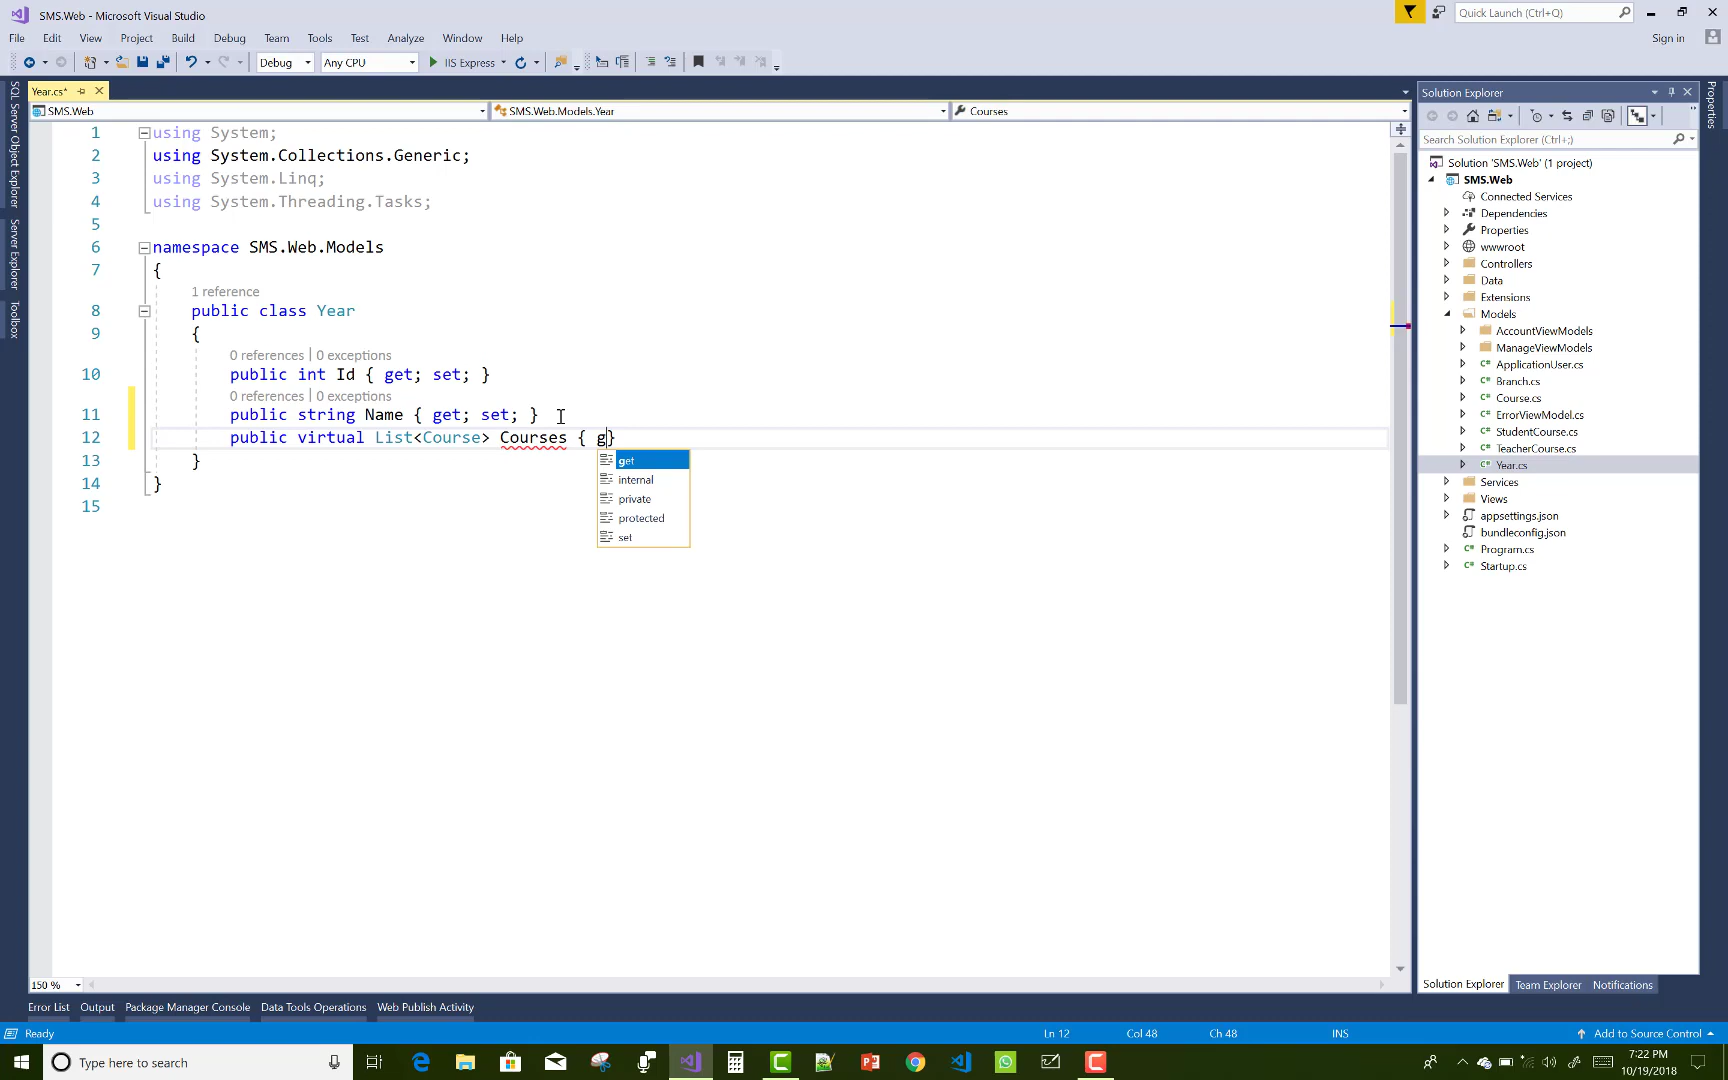 SMS.Web - Microsoft Visual Studio
Quick Launch (Ctrl+Q)
File Edit View Project Build Debug Team Tools Test Analyze Window Help
Sign in
Debug Any CPU IIS Express
Year.cs*
SMS.Web SMS.Web.Models.Year Courses
SQL Server Object Explorer
Server Explorer
Toolbox
1 using System;
2 using System.Collections.Generic;
3 using System.Linq;
4 using System.Threading.Tasks;
5
6 namespace SMS.Web.Models
7 {
1 reference
8 public class Year
9 {
0 references | 0 exceptions
10 public int Id { get; set; }
0 references | 0 exceptions
11 public string Name { get; set; }
12 public virtual List<Course> Courses { g}
13 }
14 }
15
get
internal
private
protected
set
Solution Explorer
Search Solution Explorer (Ctrl+;)
Solution 'SMS.Web' (1 project)
SMS.Web
Connected Services
Dependencies
Properties
wwwroot
Controllers
Data
Extensions
Models
AccountViewModels
ManageViewModels
ApplicationUser.cs
Branch.cs
Course.cs
ErrorViewModel.cs
StudentCourse.cs
TeacherCourse.cs
Year.cs
Services
Views
appsettings.json
bundleconfig.json
Program.cs
Startup.cs
Properties
150 %
Solution Explorer Team Explorer Notifications
Error List Output Package Manager Console Data Tools Operations Web Publish Activity
Ready Ln 12 Col 48 Ch 48 INS Add to Source Control
Type here to search
7:22 PM
10/19/2018